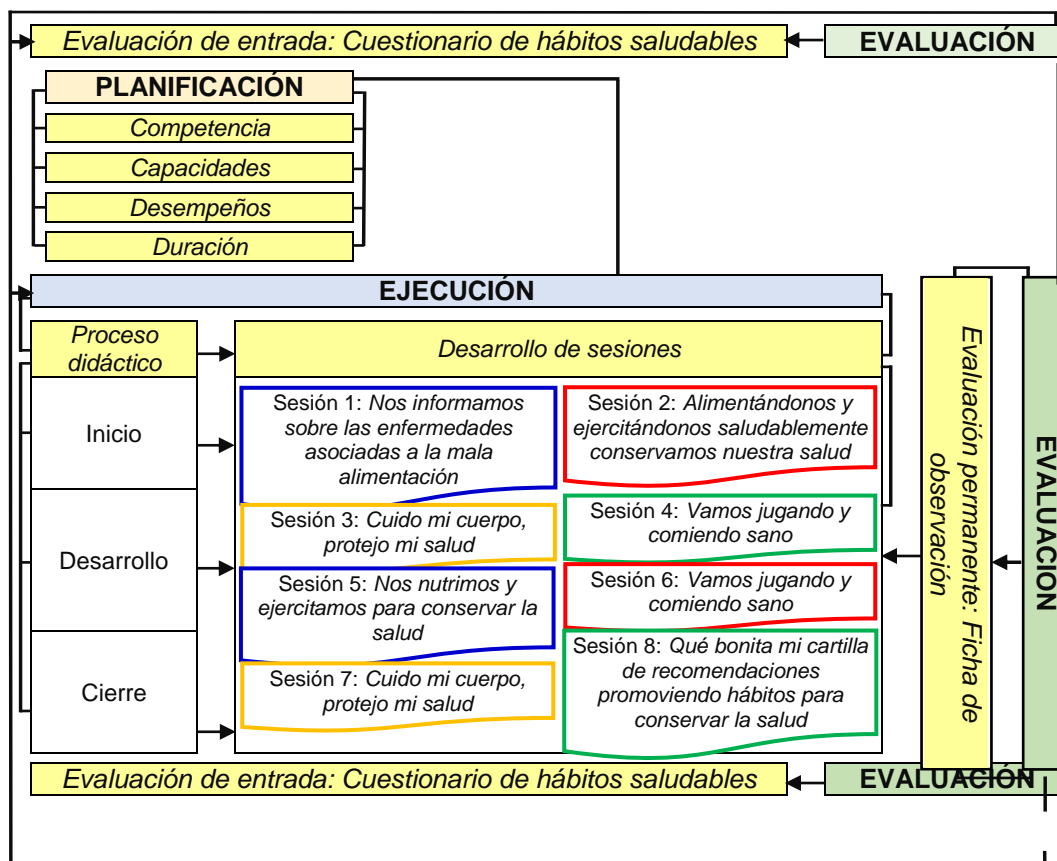 Evaluación de entrada: Cuestionario de hábitos saludables
EVALUACIÓN
PLANIFICACIÓN
Competencia
Capacidades
Desempeños
Duración
EJECUCIÓN
Proceso
didáctico
Desarrollo de sesiones
Inicio
Sesión 1: Nos informamos
sobre las enfermedades
asociadas a la mala
alimentación
Sesión 2: Alimentándonos y
ejercitándonos saludablemente
conservamos nuestra salud
Desarrollo
Sesión 3: Cuido mi cuerpo,
protejo mi salud
Sesión 4: Vamos jugando y
comiendo sano
Sesión 5: Nos nutrimos y
ejercitamos para conservar la
salud
Sesión 6: Vamos jugando y
comiendo sano
Cierre
Sesión 7: Cuido mi cuerpo,
protejo mi salud
Sesión 8: Qué bonita mi cartilla
de recomendaciones
promoviendo hábitos para
conservar la salud
Evaluación permanente: Ficha de
observación
EVALUACIÓN
Evaluación de entrada: Cuestionario de hábitos saludables
EVALUACIÓN